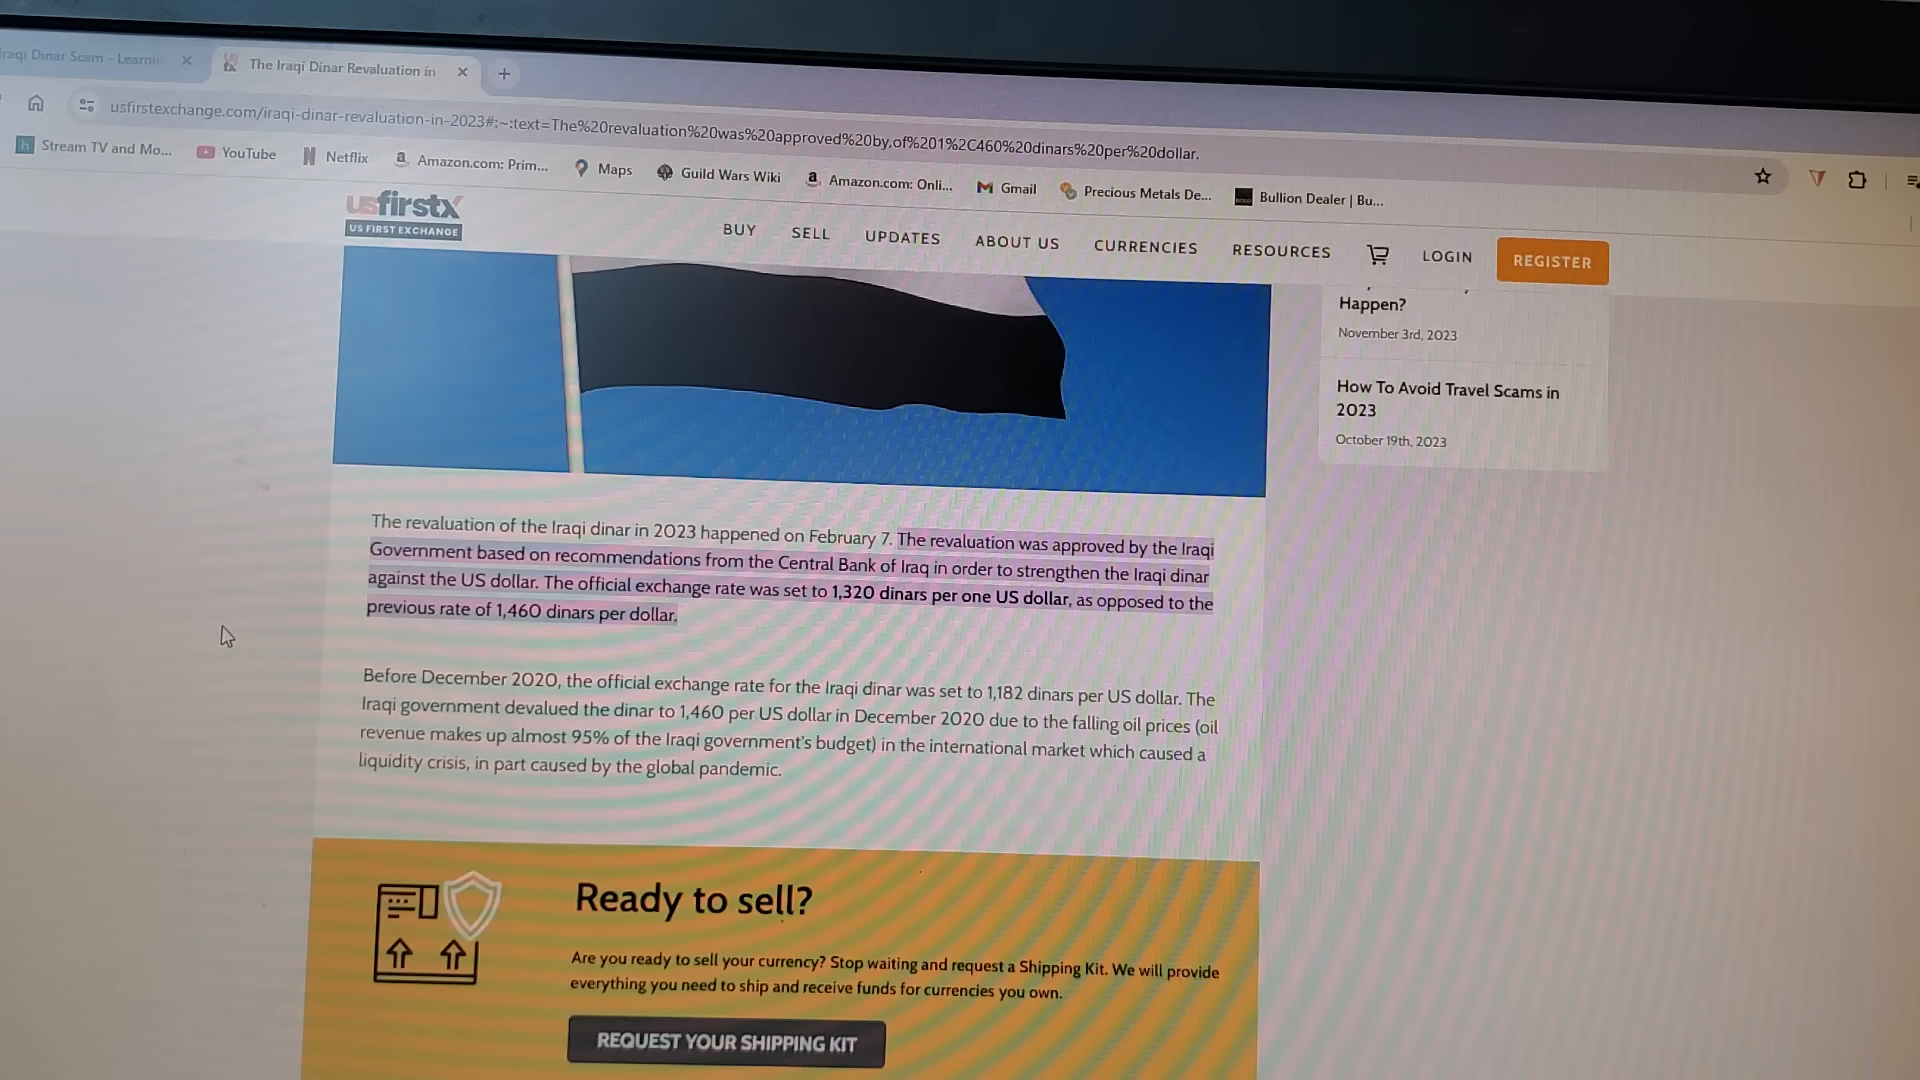 raqi Dinar Scam - Learnin
The Iraqi Dinar Revaluation in
usfirstexchange.com/iraqi-dinar-revaluation-in-2023#:~:text=The%20revaluation%20was%20approved%20by,of%201%2C460%20dinars%20per%20dollar.
Stream TV and Mo... YouTube Netflix Amazon.com: Prim... Maps Guild Wars Wiki Amazon.com: Onli... Gmail Precious Metals De... Bullion Dealer | Bu...
usfirstx
US FIRST EXCHANGE
BUY SELL UPDATES ABOUT US CURRENCIES RESOURCES LOGIN REGISTER
Happen?
November 3rd, 2023
How To Avoid Travel Scams in
2023
October 19th, 2023
The revaluation of the Iraqi dinar in 2023 happened on February 7. The revaluation was approved by the Iraqi
Government based on recommendations from the Central Bank of Iraq in order to strengthen the Iraqi dinar
against the US dollar. The official exchange rate was set to 1,320 dinars per one US dollar, as opposed to the
previous rate of 1,460 dinars per dollar.
Before December 2020, the official exchange rate for the Iraqi dinar was set to 1,182 dinars per US dollar. The
Iraqi government devalued the dinar to 1,460 per US dollar in December 2020 due to the falling oil prices (oil
revenue makes up almost 95% of the Iraqi government's budget) in the international market which caused a
liquidity crisis, in part caused by the global pandemic.
Ready to sell?
Are you ready to sell your currency? Stop waiting and request a Shipping Kit. We will provide
everything you need to ship and receive funds for currencies you own.
REQUEST YOUR SHIPPING KIT